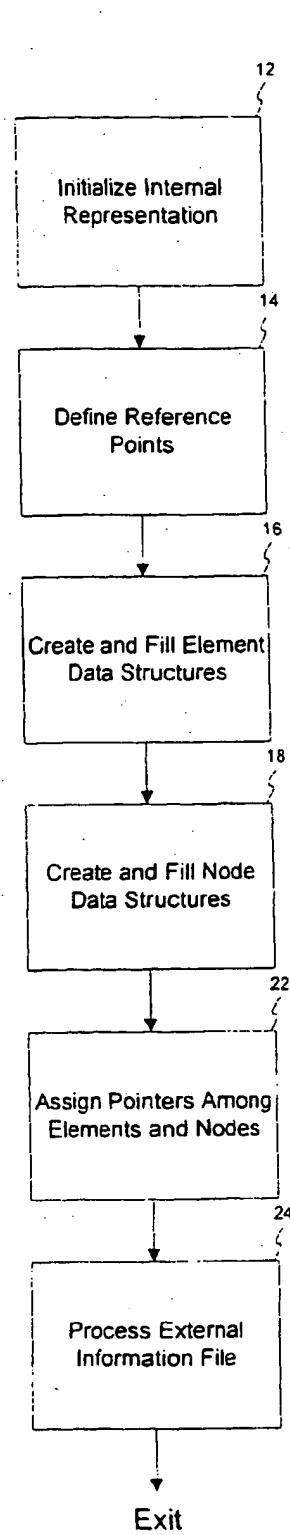 12
Initialize Internal
Representation
14
Define Reference
Points
16
Create and Fill Element
Data Structures
18
Create and Fill Node
Data Structures
22
Assign Pointers Among
Elements and Nodes
24
Process External
Information File
Exit